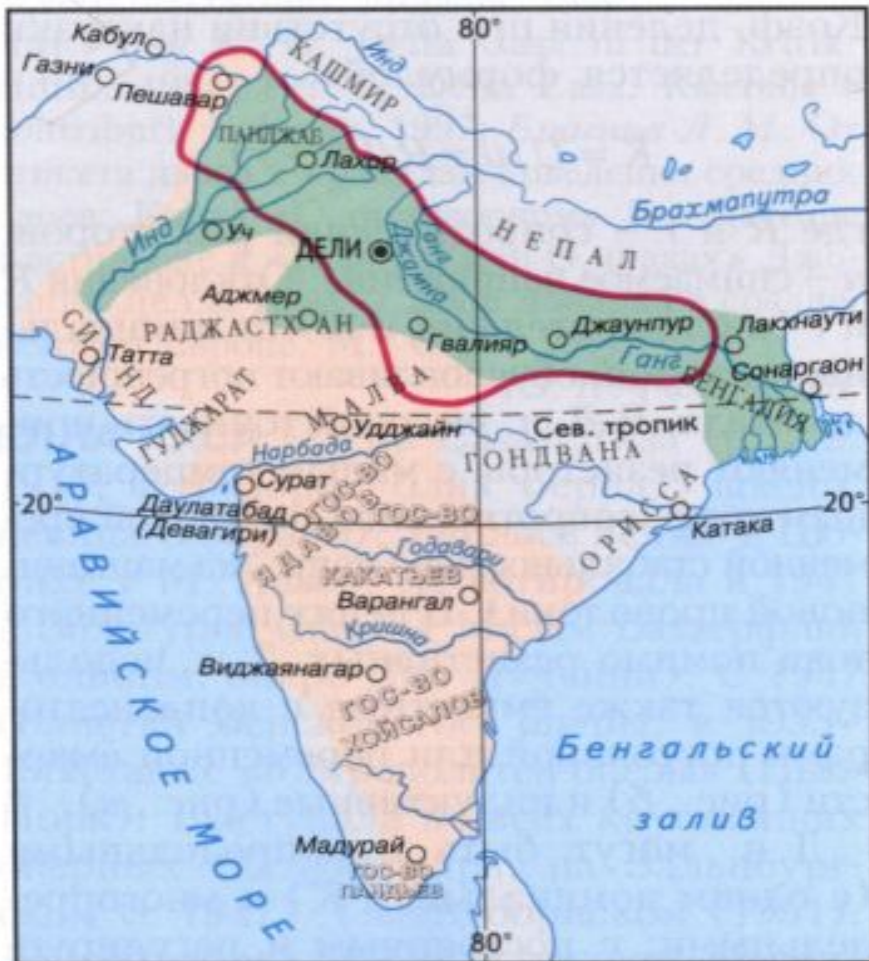 80°
Кабул
Газни
Пешавар
Инд
КАШМИР
ПАНДЖАБ
Лахор
Брахмапутра
Инд
Уч
ДЕЛИ
Ганг
Джамна
НЕПАЛ
Аджмер
РАДЖАСТХАН
Гвалияр
Джаунпур
Лакхнаути
СИНД
Татта
Ганг
Сонаргаон
БЕНГАЛИЯ
ГУДЖАРАТ
МАЛВА
Удджайн
Сев. тропик
Нарбада
ГОНДВАНА
Сурат
20°
Даулатабад
(Девагири)
ГОС-ВО
ЯДАВОВ
ГОС-ВО
КАКАТЬЕВ
ОРИССА
Катака
20°
Годавари
Варангал
Кришна
Виджаянагар
ГОС-ВО
ХОЙСАЛОВ
АРАВИЙСКОЕ МОРЕ
Бенгальский
залив
Мадурай
ГОС-ВО
ПАНДЬЕВ
80°